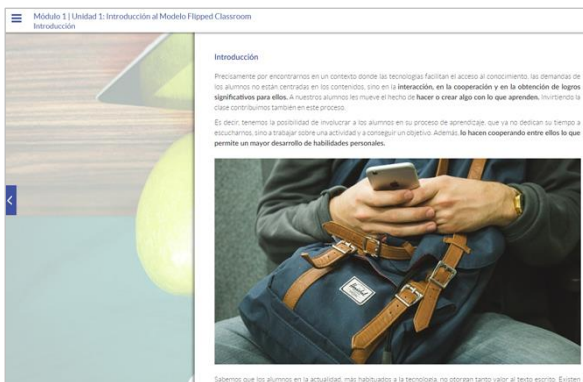 Módulo 1 | Unidad 1: Introducción al Modelo Flipped Classroom
Introducción
Introducción
Precisamente por encontrarnos en un contexto donde las tecnologías facilitan el acceso al conocimiento, las demandas de
los alumnos no están centradas en los contenidos, sino en la interacción, en la cooperación y en la obtención de logros
significativos para ellos. A nuestros alumnos les mueve el hecho de hacer o crear algo con lo que aprenden. Invirtiendo la
clase contribuimos también en este proceso.
Es decir, tenemos la posibilidad de involucrar a los alumnos en su proceso de aprendizaje, que ya no dedican su tiempo a
escucharnos, sino a trabajar sobre una actividad y a conseguir un objetivo. Además, lo hacen cooperando entre ellos lo que
permite un mayor desarrollo de habilidades personales.
Herschel
Sabemos que los alumnos en la actualidad, más habituados a la tecnología, no otorgan tanto valor al texto escrito. Existen